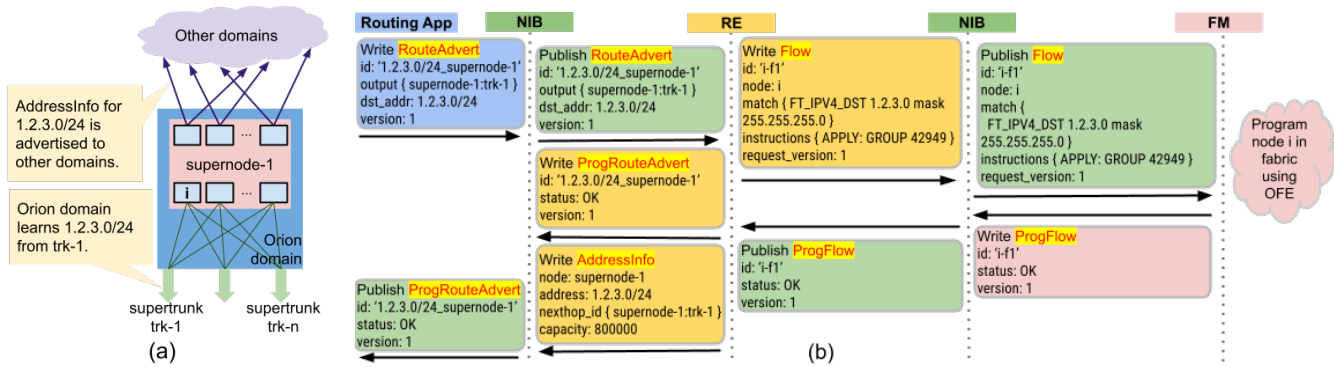 Other domains
AddressInfo for
1.2.3.0/24 is
advertised to
other domains.
...
supernode-1
i
...
Orion domain
learns 1.2.3.0/24
from trk-1.
Orion
domain
supertrunk
trk-1
supertrunk
trk-n
(a)
Routing App
NIB
RE
NIB
FM
Write RouteAdvert
id: ‘1.2.3.0/24_supernode-1’
output { supernode-1:trk-1 }
dst_addr: 1.2.3.0/24
version: 1
Publish RouteAdvert
id: ‘1.2.3.0/24_supernode-1’
output { supernode-1:trk-1 }
dst_addr: 1.2.3.0/24
version: 1
Write Flow
id: ‘i-f1’
node: i
match { FT_IPV4_DST 1.2.3.0 mask
255.255.255.0 }
instructions { APPLY: GROUP 42949 }
request_version: 1
Publish Flow
id: ‘i-f1’
node: i
match {
FT_IPV4_DST 1.2.3.0 mask
255.255.255.0 }
instructions { APPLY: GROUP 42949 }
request_version: 1
Program
node i in
fabric
using
OFE
Write ProgFlow
id: ‘i-f1’
status: OK
version: 1
Publish ProgFlow
id: ‘i-f1’
status: OK
version: 1
Write ProgRouteAdvert
id: ‘1.2.3.0/24_supernode-1’
status: OK
version: 1
Write AddressInfo
node: supernode-1
address: 1.2.3.0/24
nexthop_id { supernode-1:trk-1 }
capacity: 800000
Publish ProgRouteAdvert
id: ‘1.2.3.0/24_supernode-1’
status: OK
version: 1
(b)